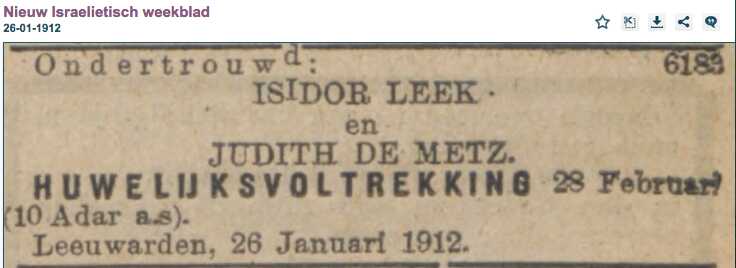 Nieuw Israelietisch weekblad
26-01-1912
Ondertrouwd: 6183
ISIDOR LEEK
en
JUDITH DE METZ.
HUWELIJKSVOLTREKKING 28 Februari
(10 Adar a.s).
Leeuwarden, 26 Januari 1912.